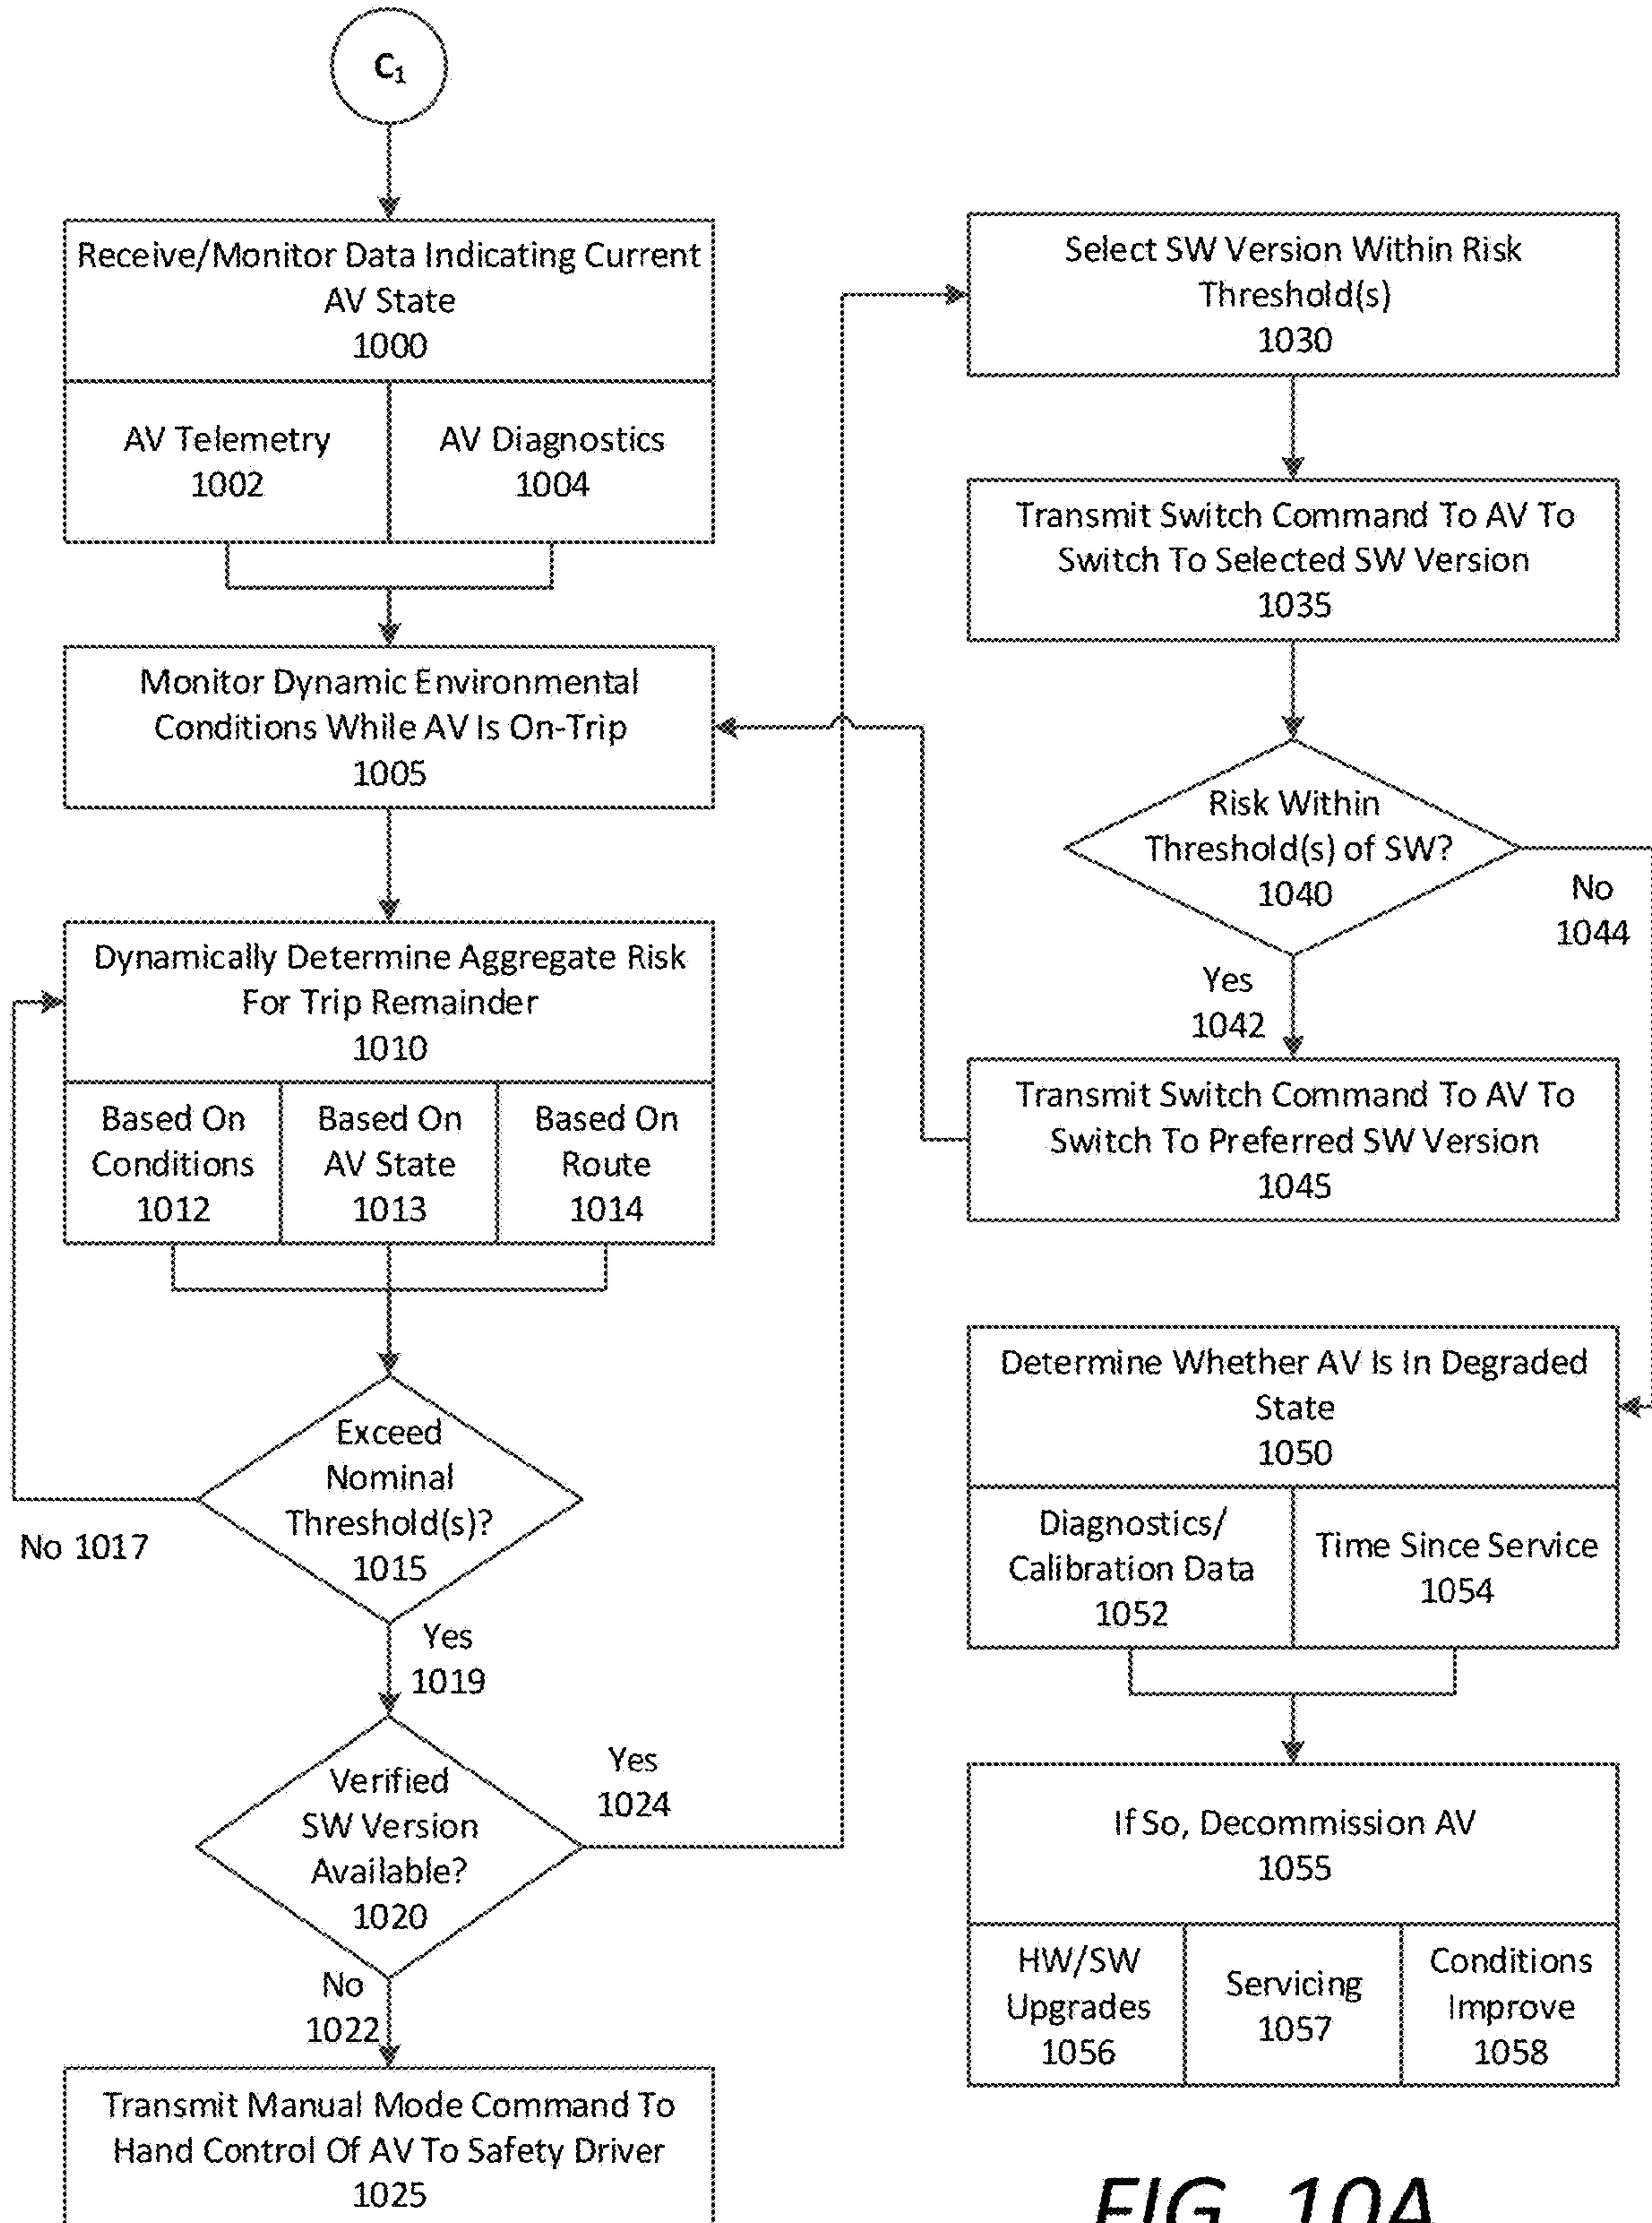 C₁
Receive/Monitor Data Indicating Current
AV State
1000
AV Telemetry
1002
AV Diagnostics
1004
Monitor Dynamic Environmental
Conditions While AV Is On-Trip
1005
Dynamically Determine Aggregate Risk
For Trip Remainder
1010
Based On
Conditions
1012
Based On
AV State
1013
Based On
Route
1014
Exceed
Nominal
Threshold(s)?
1015
No 1017
Yes
1019
Verified
SW Version
Available?
1020
Yes
1024
No
1022
Transmit Manual Mode Command To
Hand Control Of AV To Safety Driver
1025
Select SW Version Within Risk
Threshold(s)
1030
Transmit Switch Command To AV To
Switch To Selected SW Version
1035
Risk Within
Threshold(s) of SW?
1040
No
1044
Yes
1042
Transmit Switch Command To AV To
Switch To Preferred SW Version
1045
Determine Whether AV Is In Degraded
State
1050
Diagnostics/
Calibration Data
1052
Time Since Service
1054
If So, Decommission AV
1055
HW/SW
Upgrades
1056
Servicing
1057
Conditions
Improve
1058
FIG. 10A